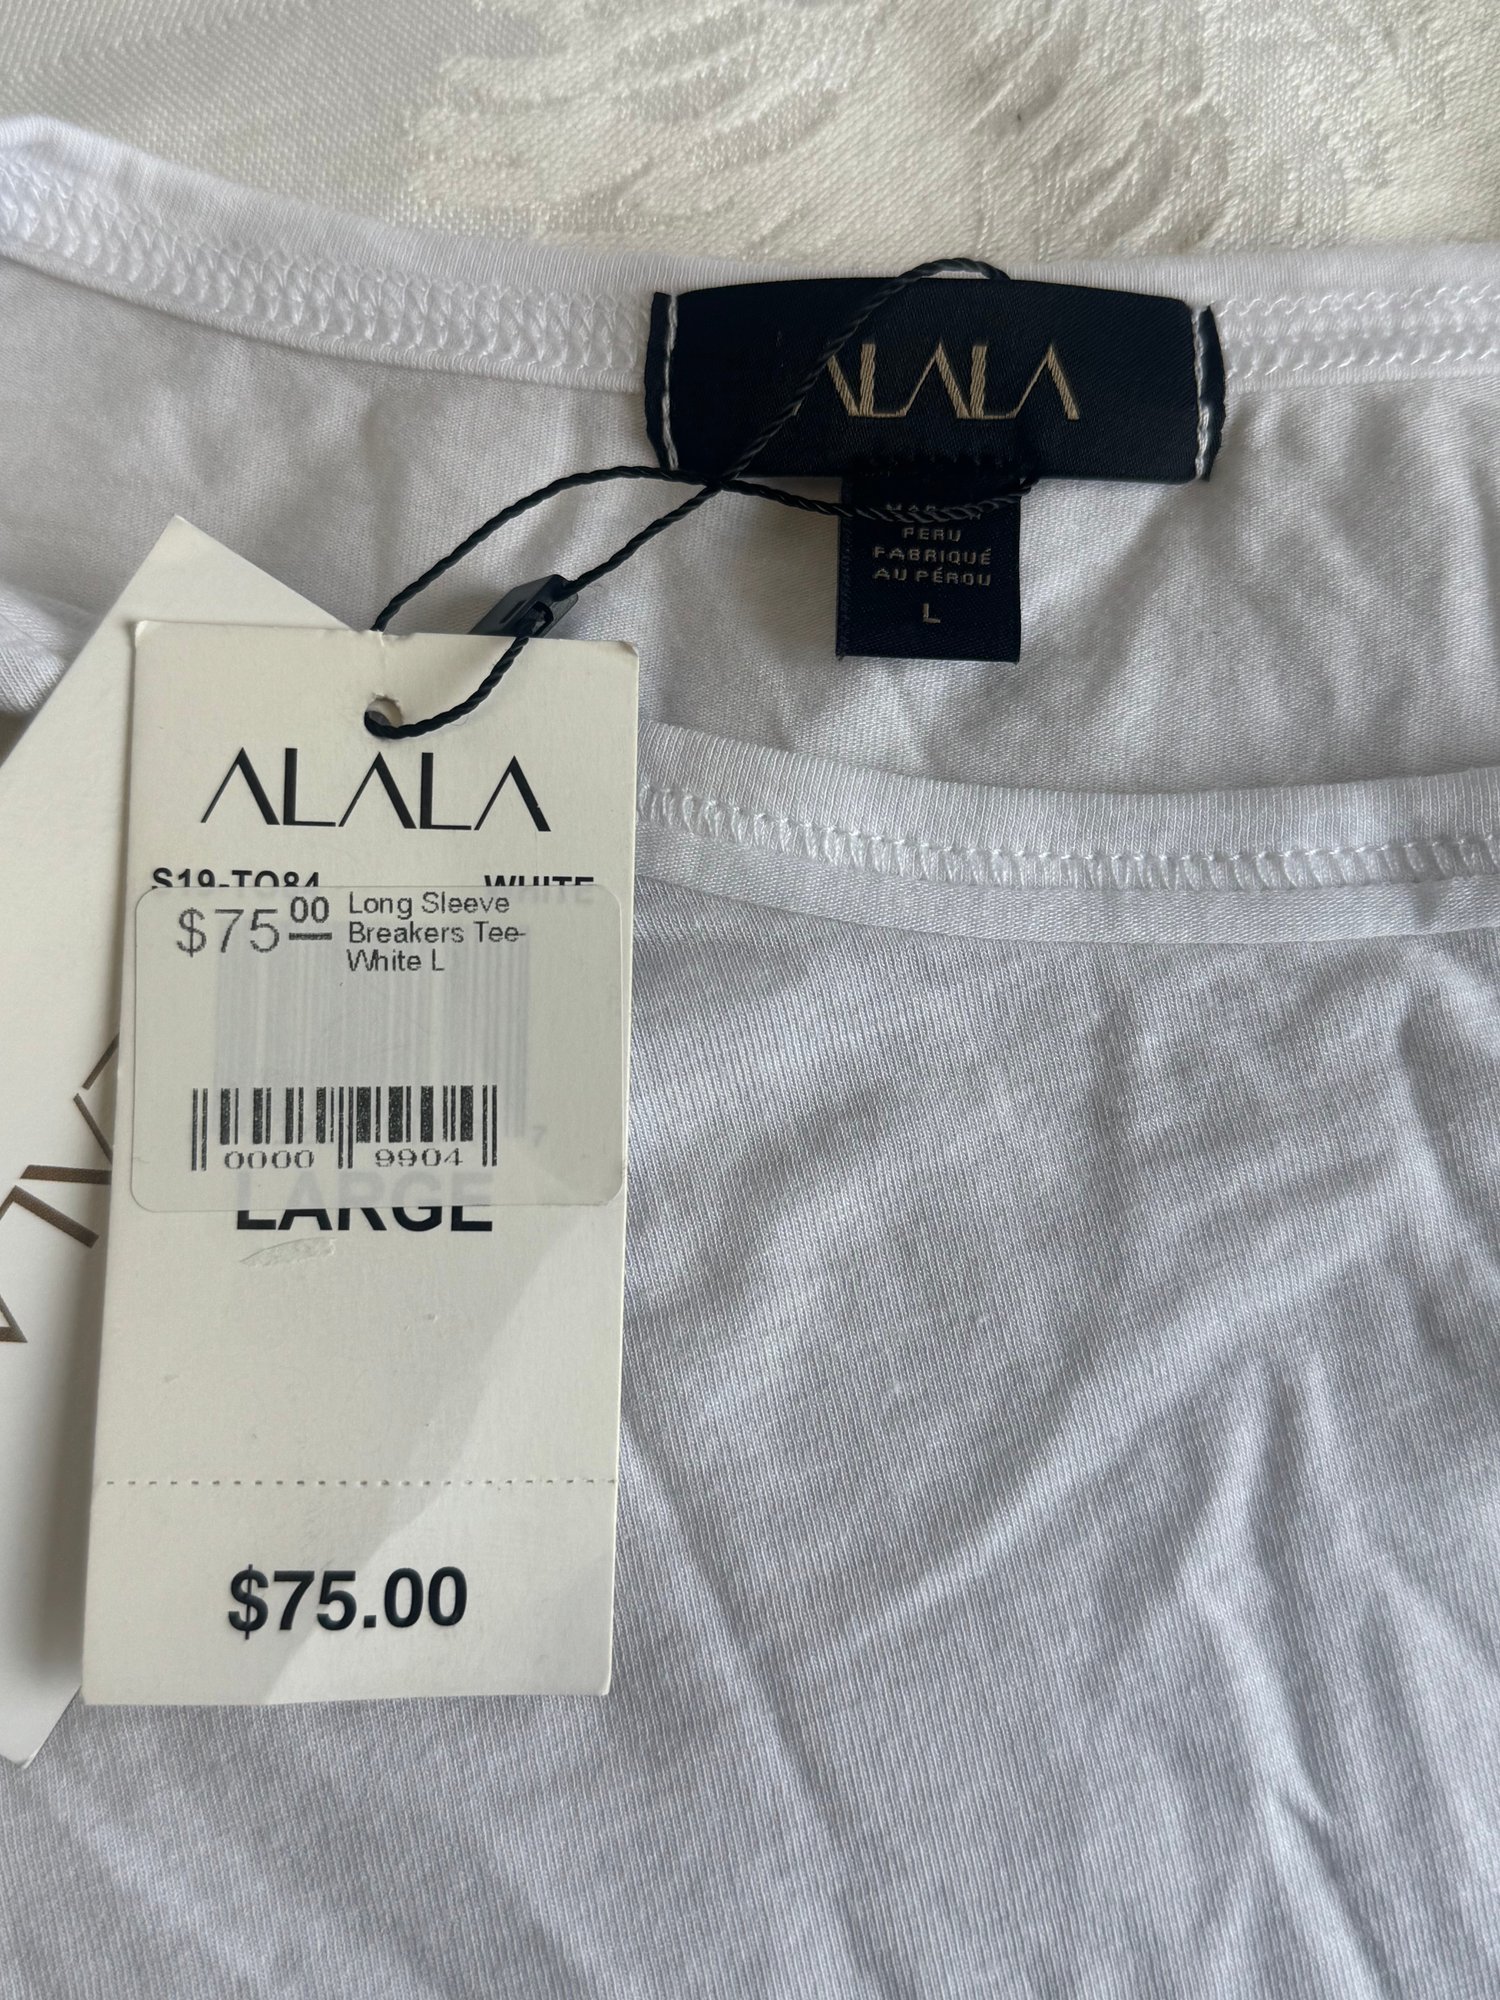 ALALA
PERU
FABRIQUÉ
AU PÉROU
L
ALALA
S19-TO84 WHITE
$75.00 Long Sleeve
Breakers Tee-
White L
7
0000 9904
LARGE
$75.00